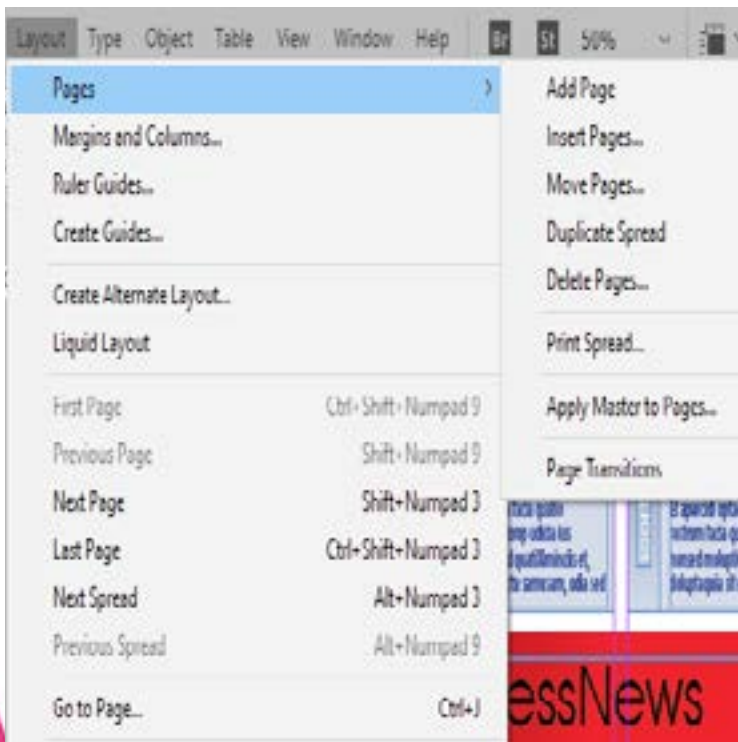 Layout Type Object Table View Window Help Br St 50%
Pages
Margins and Columns...
Ruler Guides...
Create Guides...
Create Alternate Layout...
Liquid Layout
First Page Ctrl+Shift+Numpad 9
Previous Page Shift+Numpad 9
Next Page Shift+Numpad 3
Last Page Ctrl+Shift+Numpad 3
Next Spread Alt+Numpad 3
Previous Spread Alt+Numpad 9
Go to Page... Ctrl+J
Add Page
Insert Pages...
Move Pages...
Duplicate Spread
Delete Pages...
Print Spread...
Apply Master to Pages...
Page Transitions
essNews